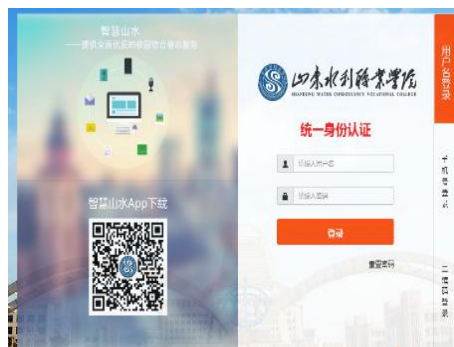 智慧山水
——提供全面优质的校园综合事务服务
智慧山水App下载
山东水利职业学院
SHANDONG WATER CONSERVANCY VOCATIONAL COLLEGE
统一身份认证
请输入用户名
请输入密码
登录
重置密码
用户名登录
手机号登录
二维码登录